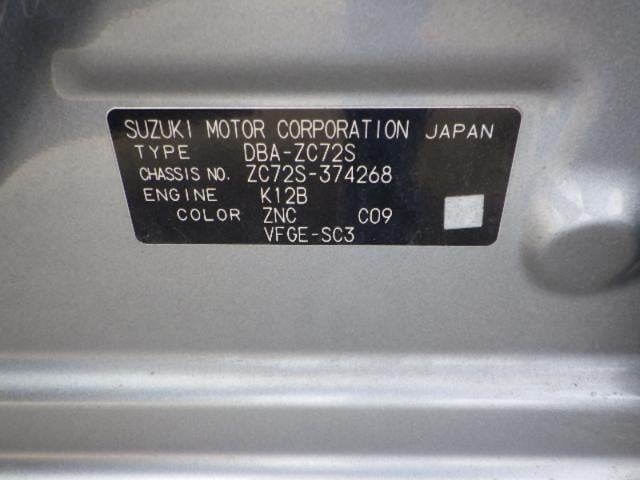 SUZUKI MOTOR CORPORATION JAPAN
TYPE DBA-ZC72S
CHASSIS NO. ZC72S-374268
ENGINE K12B
COLOR ZNC C09
VFGE-SC3